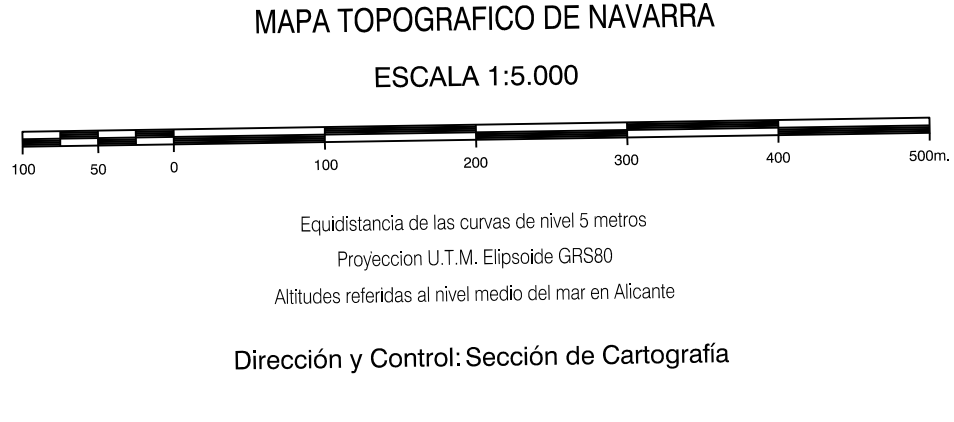 MAPA TOPOGRAFICO DE NAVARRA
ESCALA 1:5.000
100 50 0 100 200 300 400 500m.
Equidistancia de las curvas de nivel 5 metros
Proyeccion U.T.M. Elipsoide GRS80
Altitudes referidas al nivel medio del mar en Alicante
Dirección y Control: Sección de Cartografía